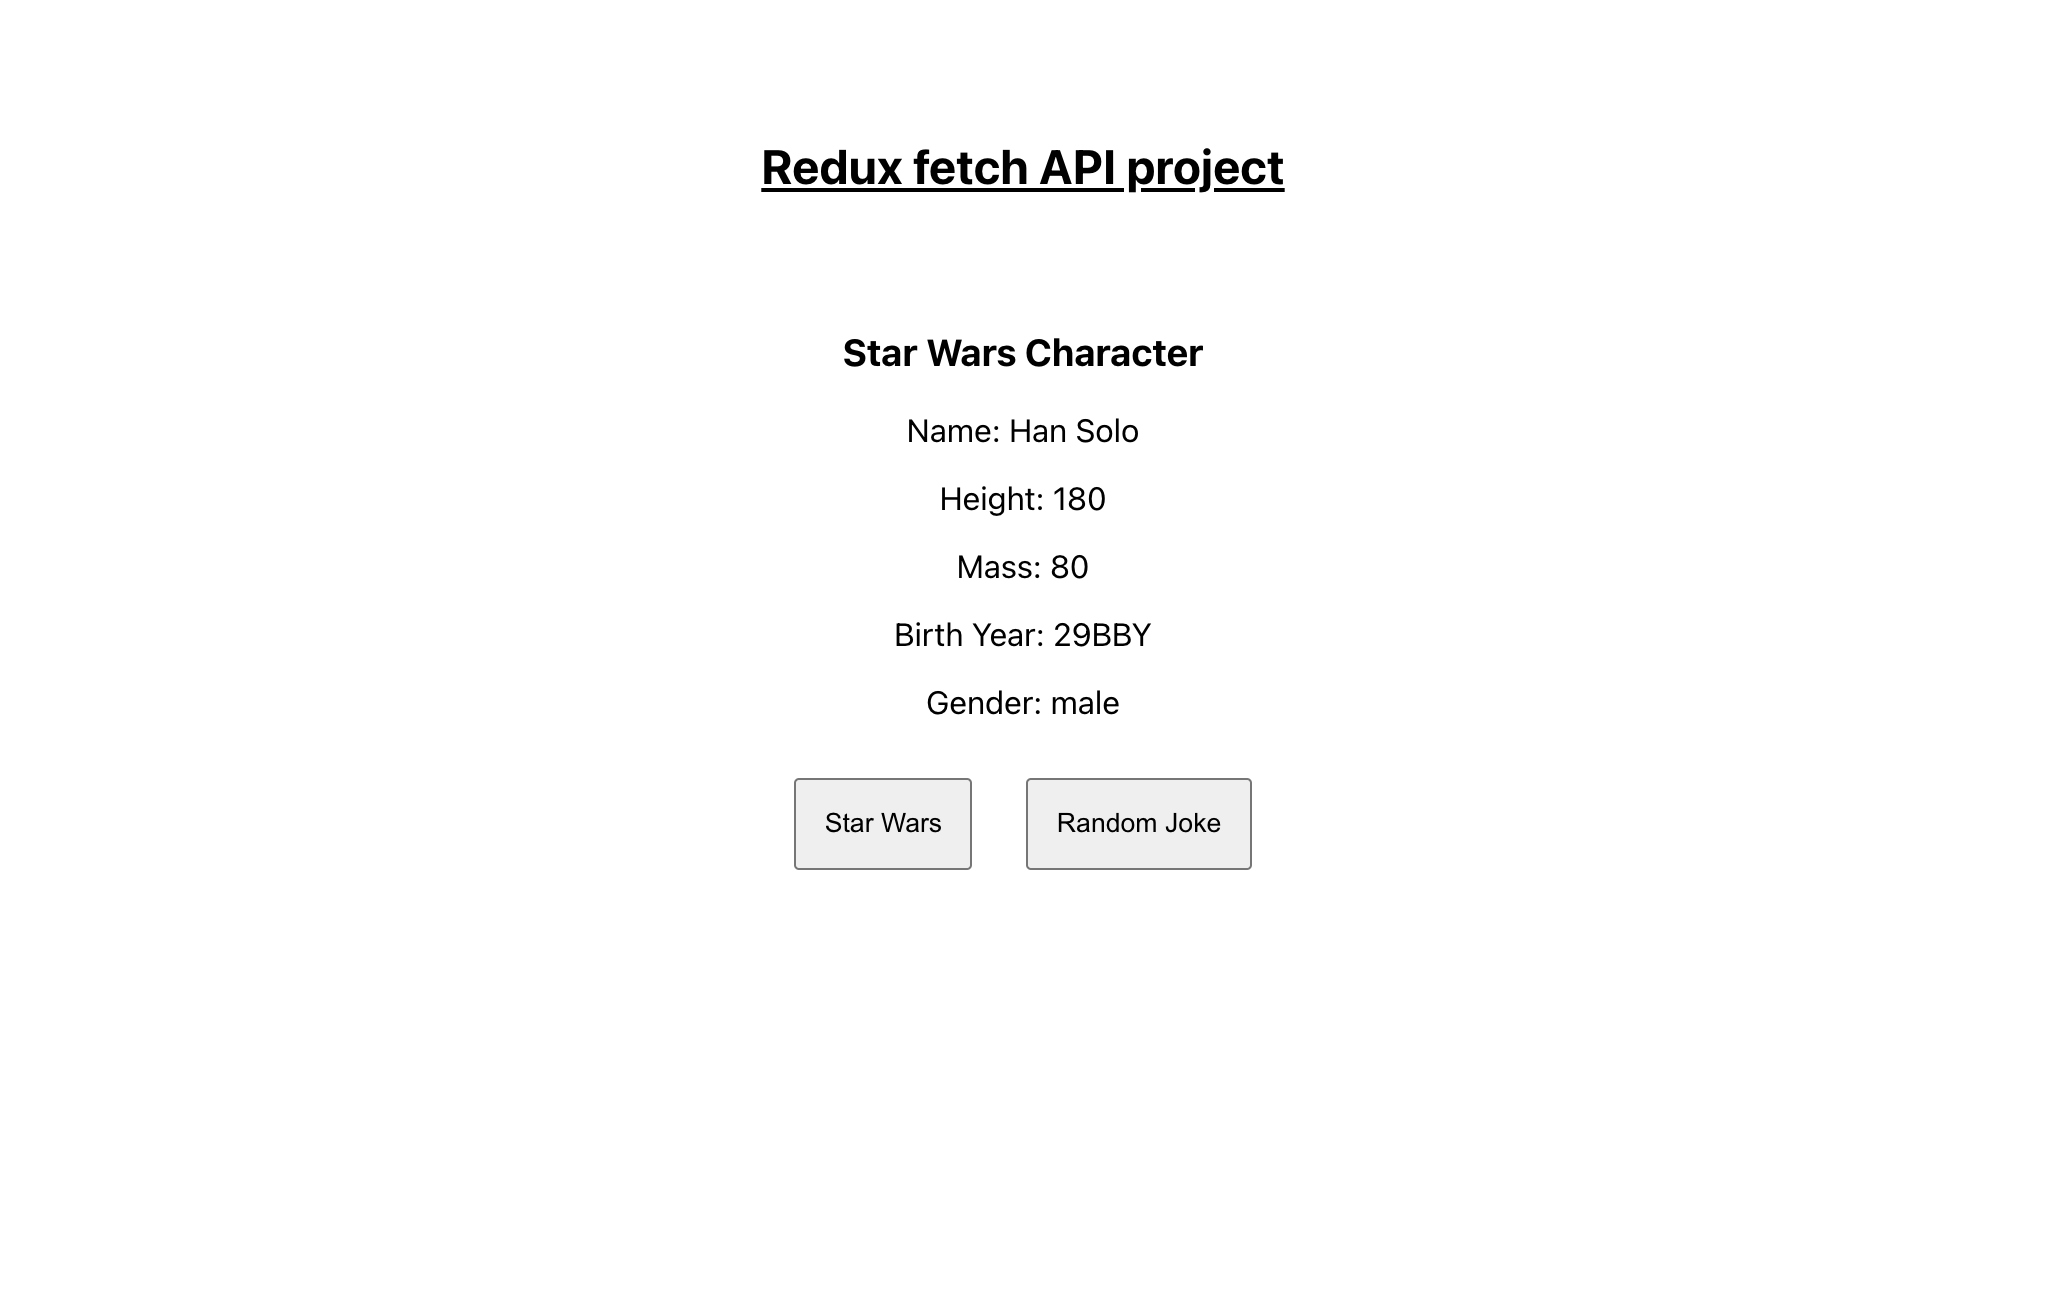 Redux fetch API project
Star Wars Character
Name: Han Solo
Height: 180
Mass: 80
Birth Year: 29BBY
Gender: male
Star Wars
Random Joke